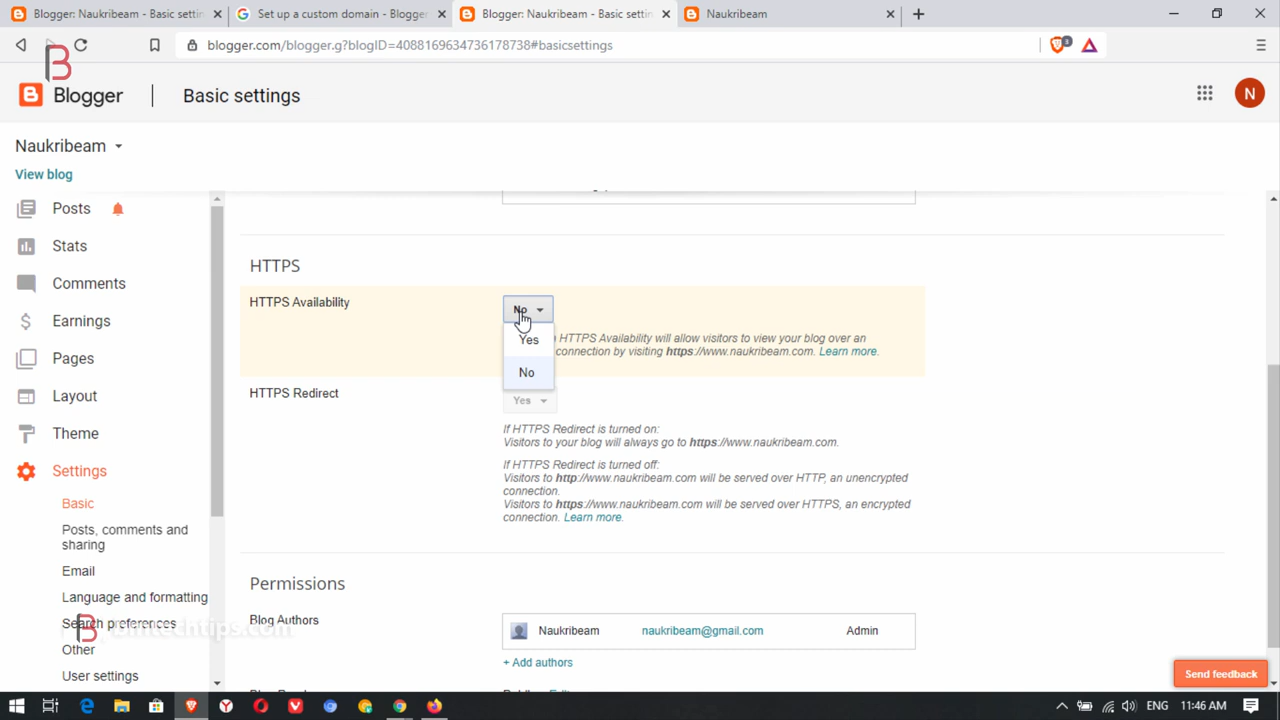 Blogger: Naukribeam - Basic settin
Set up a custom domain - Blogger
Blogger: Naukribeam - Basic settin
Naukribeam
blogger.com/blogger.g?blogID=4088169634736178738#basicsettings
3
B
Blogger
Basic settings
N
Naukribeam
View blog
Posts
Stats
Comments
Earnings
Pages
Layout
Theme
Settings
Basic
Posts, comments and
sharing
Email
Language and formatting
Search preferences
Other
User settings
HTTPS
HTTPS Availability
No
Yes
No
HTTPS Availability will allow visitors to view your blog over an
connection by visiting https://www.naukribeam.com. Learn more.
HTTPS Redirect
Yes
If HTTPS Redirect is turned on:
Visitors to your blog will always go to https://www.naukribeam.com.
If HTTPS Redirect is turned off:
Visitors to http://www.naukribeam.com will be served over HTTP, an unencrypted
connection.
Visitors to https://www.naukribeam.com will be served over HTTPS, an encrypted
connection. Learn more.
Permissions
Blog Authors
Naukribeam
naukribeam@gmail.com
Admin
+ Add authors
Send feedback
B bintechtips.com
ENG
11:46 AM